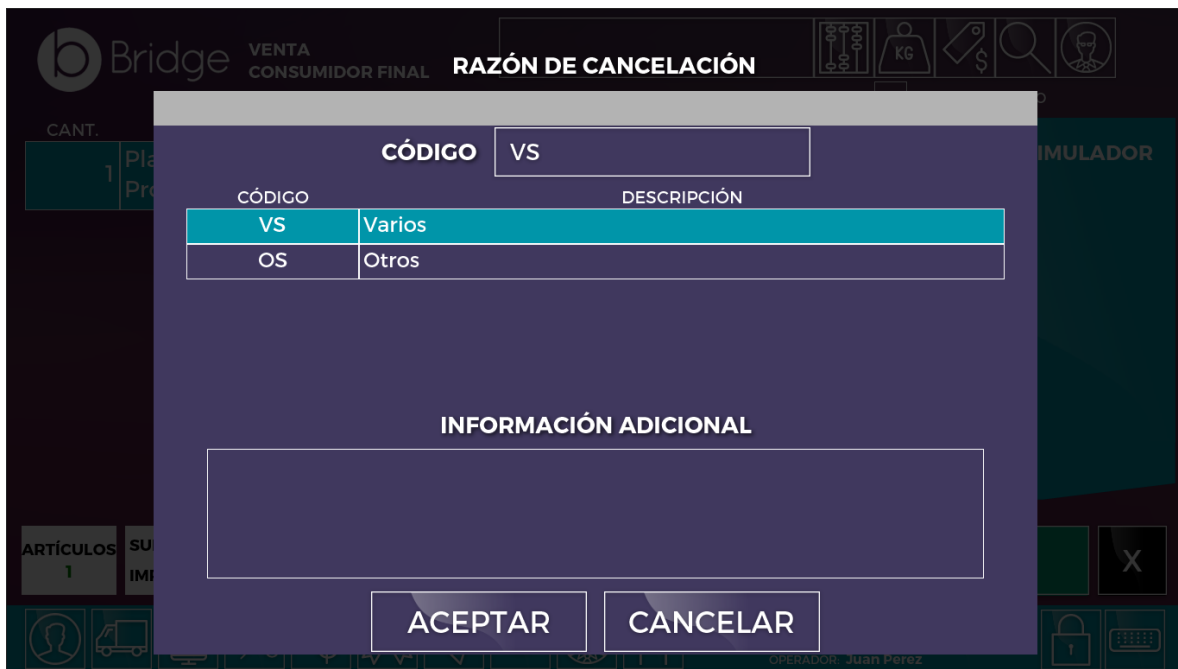 Bridge
VENTA
CONSUMIDOR FINAL
RAZÓN DE CANCELACIÓN
KG
$
CANT.
1
CÓDIGO VS
IMULADOR
CÓDIGO DESCRIPCIÓN
VS Varios
OS Otros
INFORMACIÓN ADICIONAL
ARTÍCULOS
1
X
ACEPTAR CANCELAR
OPERADOR: Juan Perez